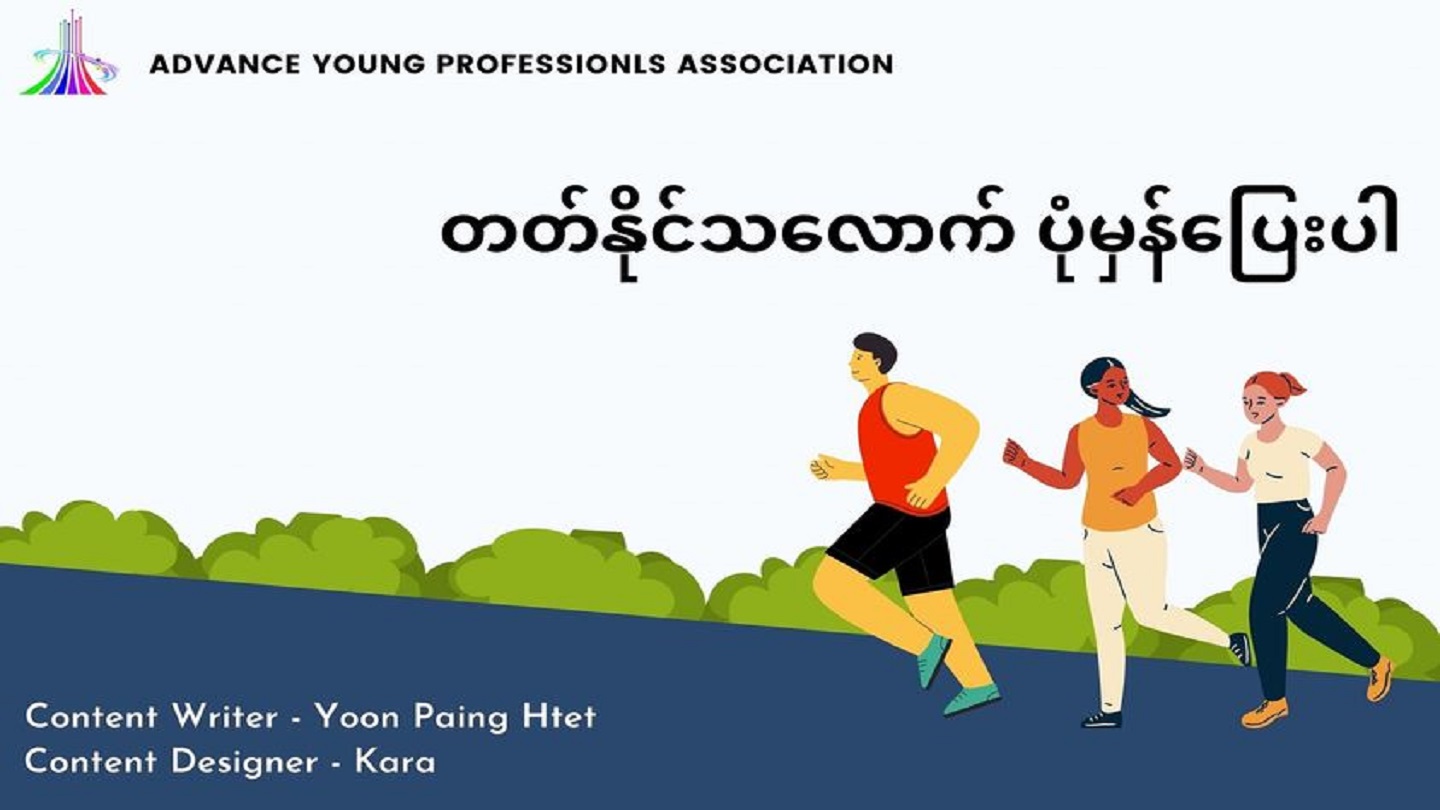 ADVANCE YOUNG PROFESSIONLS ASSOCIATION
တတ်နိုင်သလောက် ပုံမှန်ပြေးပါ
Content Writer - Yoon Paing Htet
Content Designer - Kara